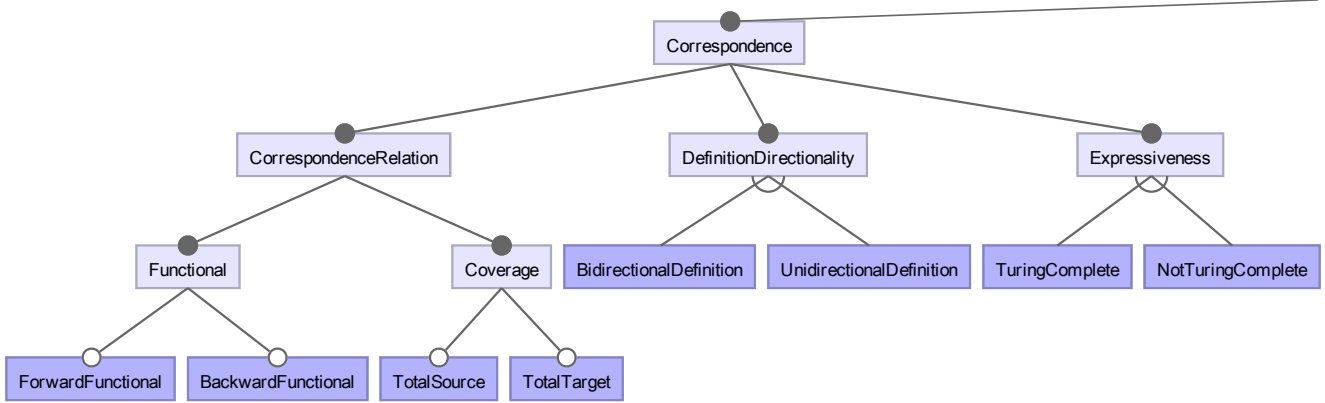 Correspondence
CorrespondenceRelation
DefinitionDirectionality
Expressiveness
Functional
Coverage
BidirectionalDefinition
UnidirectionalDefinition
TuringComplete
NotTuringComplete
ForwardFunctional
BackwardFunctional
TotalSource
TotalTarget